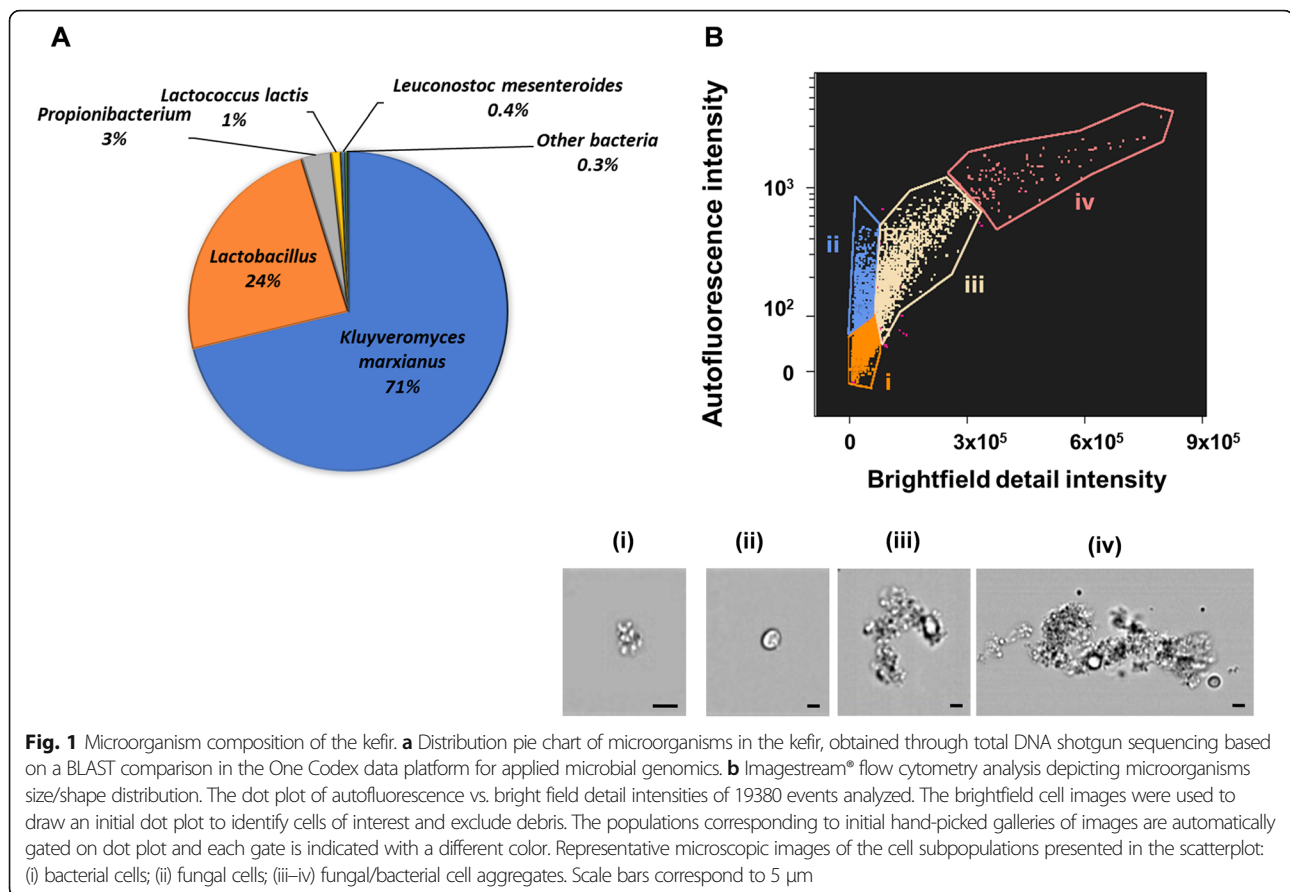 A
Leuconostoc mesenteroides
0.4%
Lactococcus lactis
1%
Propionibacterium
3%
Other bacteria
0.3%
Lactobacillus
24%
Kluyveromyces
marxianus
71%
B
Autofluorescence intensity
10³
10²
0
ii
iv
iii
i
0
3x10⁵
6x10⁵
9x10⁵
Brightfield detail intensity
(i)
(ii)
(iii)
(iv)
Fig. 1 Microorganism composition of the kefir. a Distribution pie chart of microorganisms in the kefir, obtained through total DNA shotgun sequencing based
on a BLAST comparison in the One Codex data platform for applied microbial genomics. b Imagestream® flow cytometry analysis depicting microorganisms
size/shape distribution. The dot plot of autofluorescence vs. bright field detail intensities of 19380 events analyzed. The brightfield cell images were used to
draw an initial dot plot to identify cells of interest and exclude debris. The populations corresponding to initial hand-picked galleries of images are automatically
gated on dot plot and each gate is indicated with a different color. Representative microscopic images of the cell subpopulations presented in the scatterplot:
(i) bacterial cells; (ii) fungal cells; (iii–iv) fungal/bacterial cell aggregates. Scale bars correspond to 5 μm